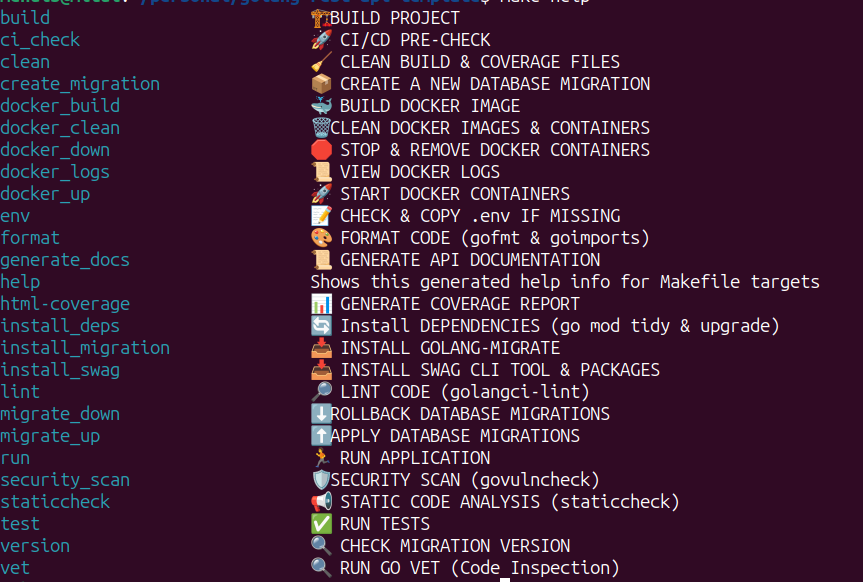 build 🏗️BUILD PROJECT
ci_check 🚀 CI/CD PRE-CHECK
clean 🧹 CLEAN BUILD & COVERAGE FILES
create_migration 📦 CREATE A NEW DATABASE MIGRATION
docker_build 🐳 BUILD DOCKER IMAGE
docker_clean 🗑️CLEAN DOCKER IMAGES & CONTAINERS
docker_down 🛑 STOP & REMOVE DOCKER CONTAINERS
docker_logs 📜 VIEW DOCKER LOGS
docker_up 🚀 START DOCKER CONTAINERS
env 📝 CHECK & COPY .env IF MISSING
format 🎨 FORMAT CODE (gofmt & goimports)
generate_docs 📜 GENERATE API DOCUMENTATION
help Shows this generated help info for Makefile targets
html-coverage 📊 GENERATE COVERAGE REPORT
install_deps 🔄 Install DEPENDENCIES (go mod tidy & upgrade)
install_migration 📥 INSTALL GOLANG-MIGRATE
install_swag 📥 INSTALL SWAG CLI TOOL & PACKAGES
lint 🔎 LINT CODE (golangci-lint)
migrate_down ⬇️ROLLBACK DATABASE MIGRATIONS
migrate_up ⬆️APPLY DATABASE MIGRATIONS
run 🏃 RUN APPLICATION
security_scan 🛡️SECURITY SCAN (govulncheck)
staticcheck 📢 STATIC CODE ANALYSIS (staticcheck)
test ✅ RUN TESTS
version 🔍 CHECK MIGRATION VERSION
vet 🔍 RUN GO VET (Code Inspection)